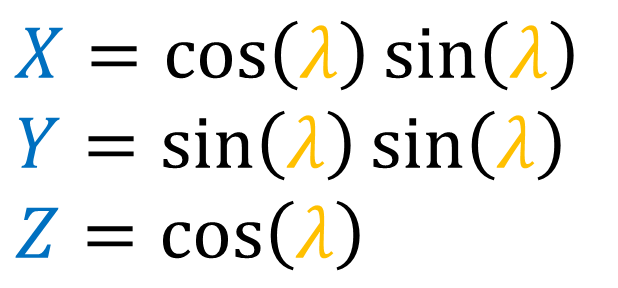 X = cos(λ) sin(λ)
Y = sin(λ) sin(λ)
Z = cos(λ)